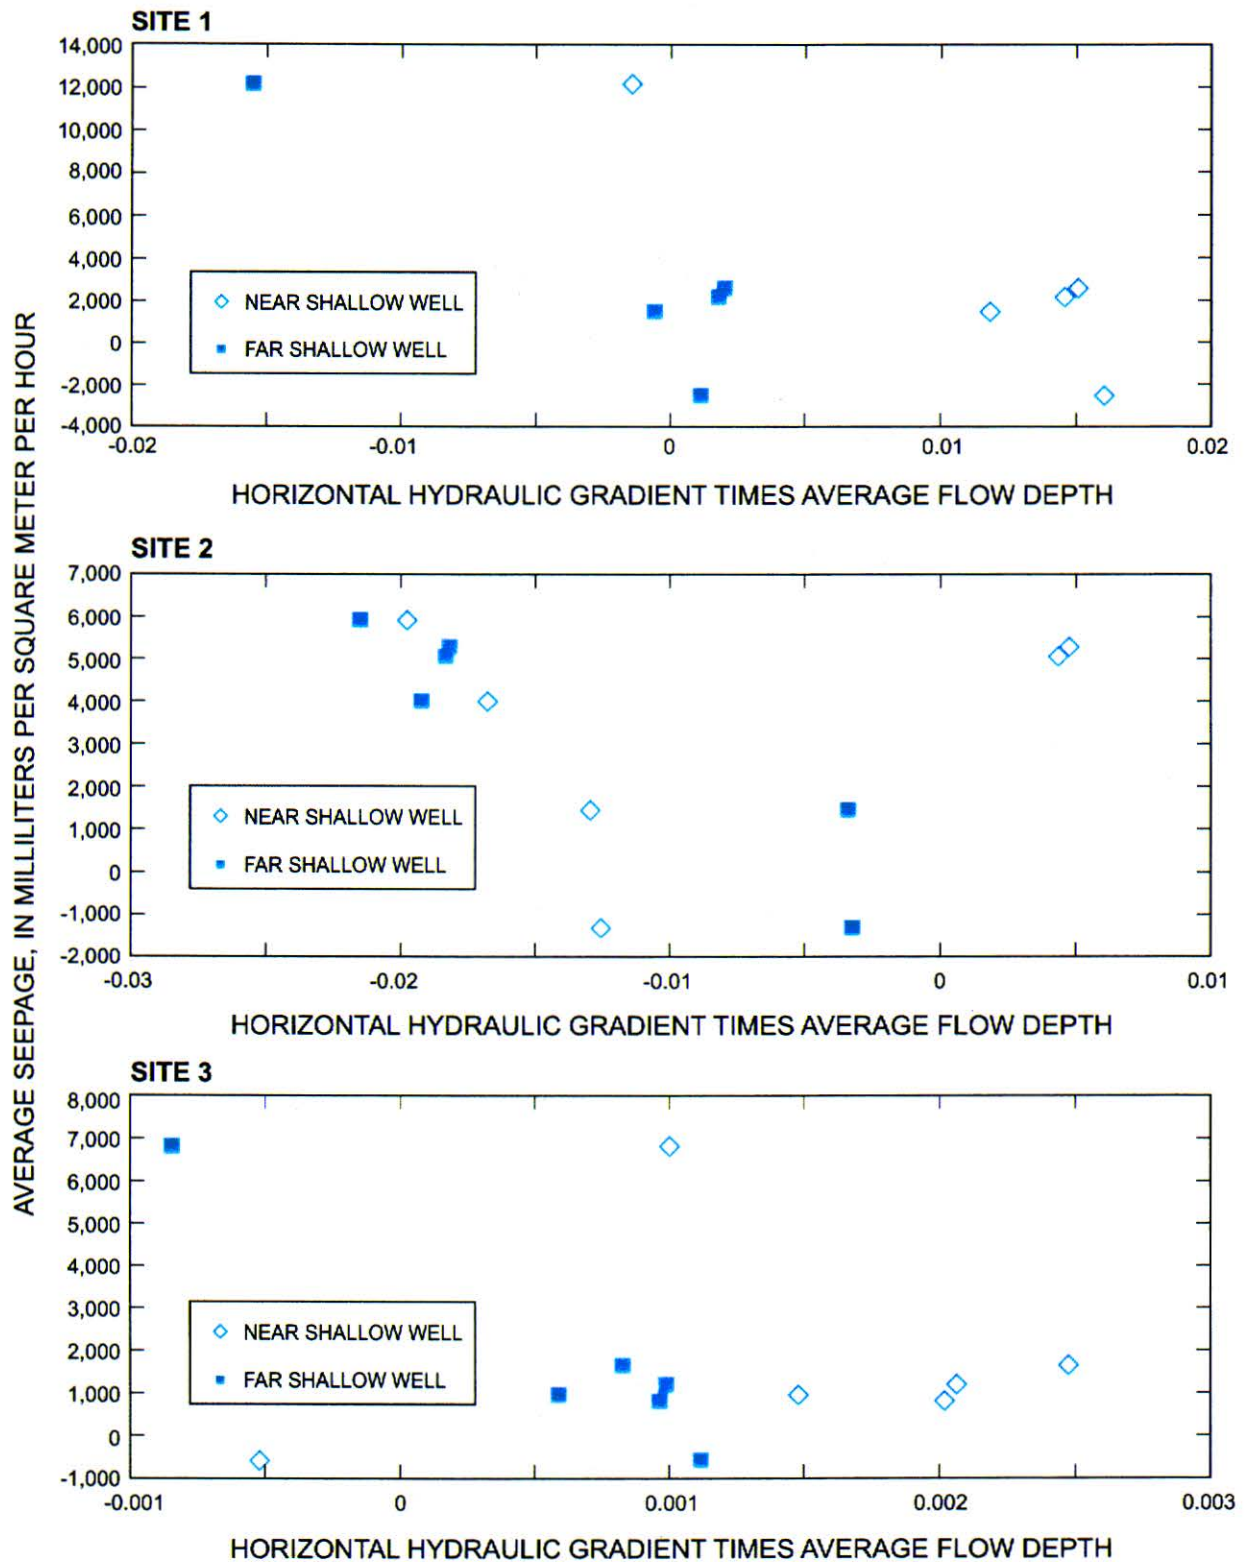 SITE 1
14,000
12,000
10,000
8,000
6,000
4,000
2,000
0
-2,000
-4,000
NEAR SHALLOW WELL
FAR SHALLOW WELL
-0.02 -0.01 0 0.01 0.02
HORIZONTAL HYDRAULIC GRADIENT TIMES AVERAGE FLOW DEPTH
AVERAGE SEEPAGE, IN MILLILITERS PER SQUARE METER PER HOUR
SITE 2
7,000
6,000
5,000
4,000
3,000
2,000
1,000
0
-1,000
-2,000
NEAR SHALLOW WELL
FAR SHALLOW WELL
-0.03 -0.02 -0.01 0 0.01
HORIZONTAL HYDRAULIC GRADIENT TIMES AVERAGE FLOW DEPTH
SITE 3
8,000
7,000
6,000
5,000
4,000
3,000
2,000
1,000
0
-1,000
NEAR SHALLOW WELL
FAR SHALLOW WELL
-0.001 0 0.001 0.002 0.003
HORIZONTAL HYDRAULIC GRADIENT TIMES AVERAGE FLOW DEPTH